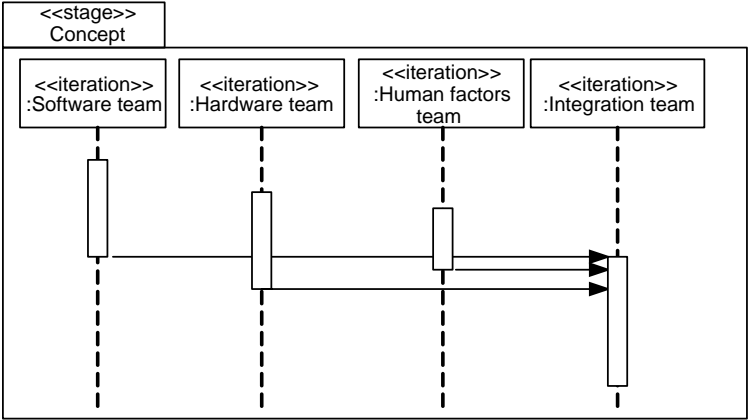 <<stage>>
Concept
<<iteration>>
:Software team
<<iteration>>
:Hardware team
<<iteration>>
:Human factors
team
<<iteration>>
:Integration team